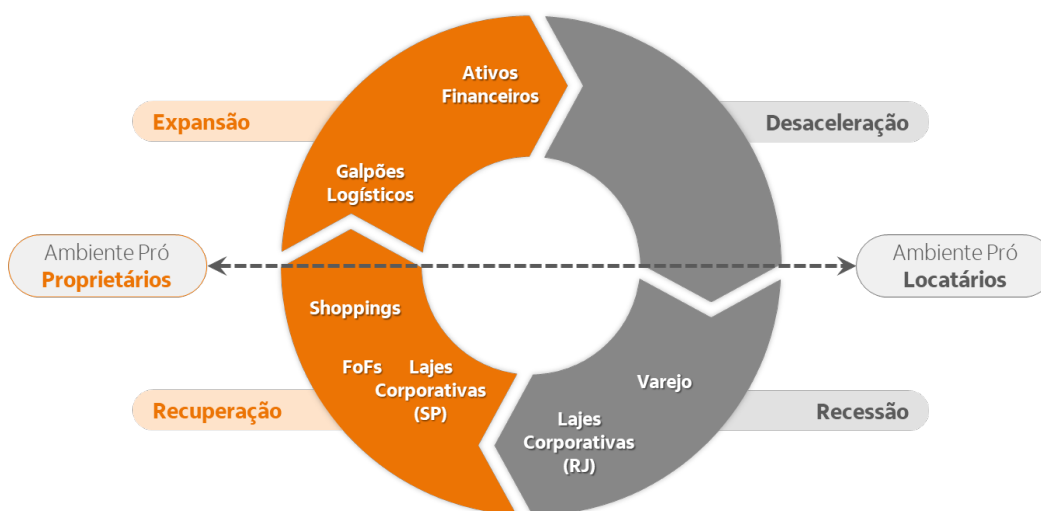 Ativos
Financeiros
Expansão
Desaceleração
Galpões
Logísticos
Ambiente Pró
Proprietários
Ambiente Pró
Locatários
Shoppings
FoFs
Lajes
Corporativas
(SP)
Varejo
Recuperação
Recessão
Lajes
Corporativas
(RJ)